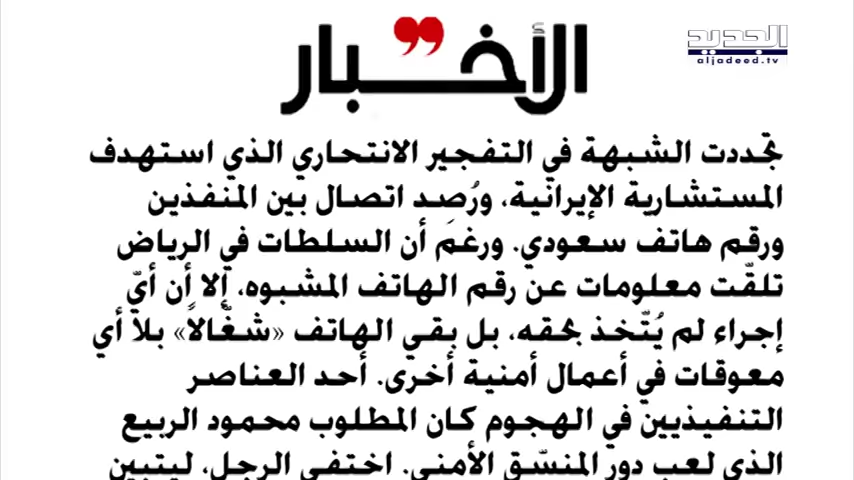 الأخبار
الجديد
aljadeed.tv
تجددت الشبهة في التفجير الانتحاري الذي استهدف
المستشارية الإيرانية، ورُصد اتصال بين المنفذين
ورقم هاتف سعودي. ورغمَ أن السلطات في الرياض
تلقّت معلومات عن رقم الهاتف المشبوه، إلا أن أيّ
إجراء لم يُتّخذ بحقه، بل بقي الهاتف «شغّالاً» بلا أي
معوقات في أعمال أمنية أخرى. أحد العناصر
التنفيذيين في الهجوم كان المطلوب محمود الربيع
الذي لعب دور المنسّق الأمني. اختفى الرجل، ليتبين